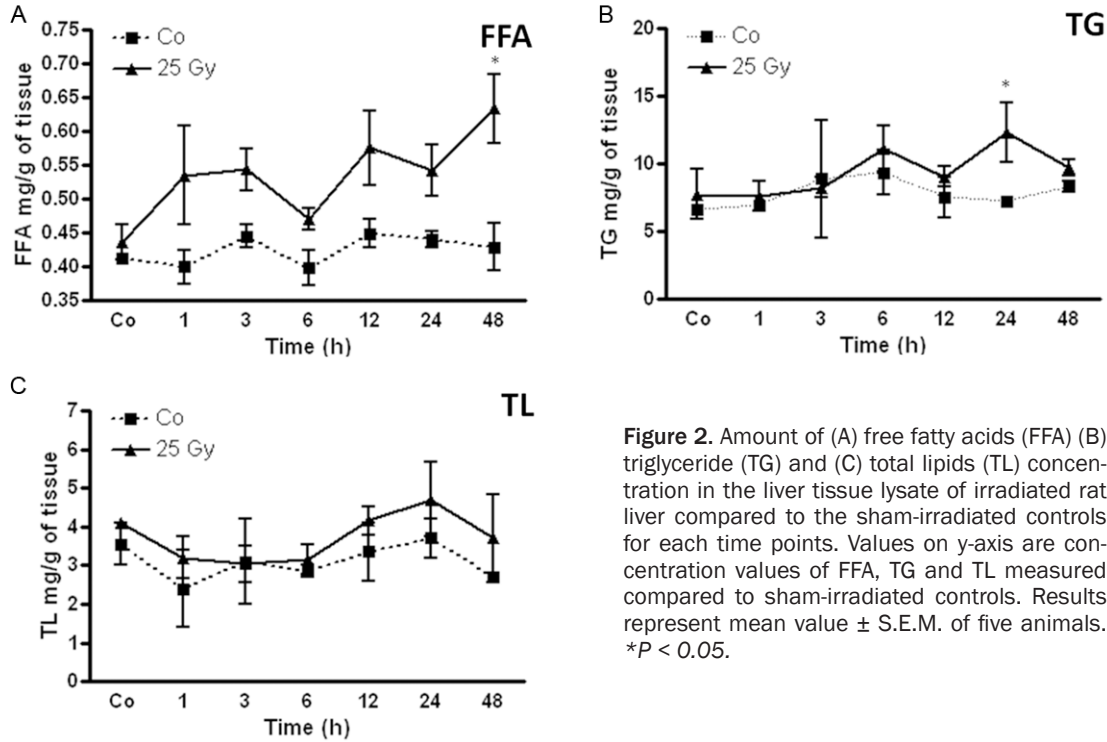 A
FFA
Co
25 Gy
*
0.75
0.70
0.65
0.60
0.55
0.50
0.45
0.40
0.35
FFA mg/g of tissue
Co 1 3 6 12 24 48
Time (h)
B
TG
Co
25 Gy
*
20
15
10
5
0
TG mg/g of tissue
Co 1 3 6 12 24 48
Time (h)
C
TL
Co
25 Gy
7
6
5
4
3
2
1
0
TL mg/g of tissue
Co 1 3 6 12 24 48
Time (h)
Figure 2. Amount of (A) free fatty acids (FFA) (B)
triglyceride (TG) and (C) total lipids (TL) concen-
tration in the liver tissue lysate of irradiated rat
liver compared to the sham-irradiated controls
for each time points. Values on y-axis are con-
centration values of FFA, TG and TL measured
compared to sham-irradiated controls. Results
represent mean value ± S.E.M. of five animals.
*P < 0.05.